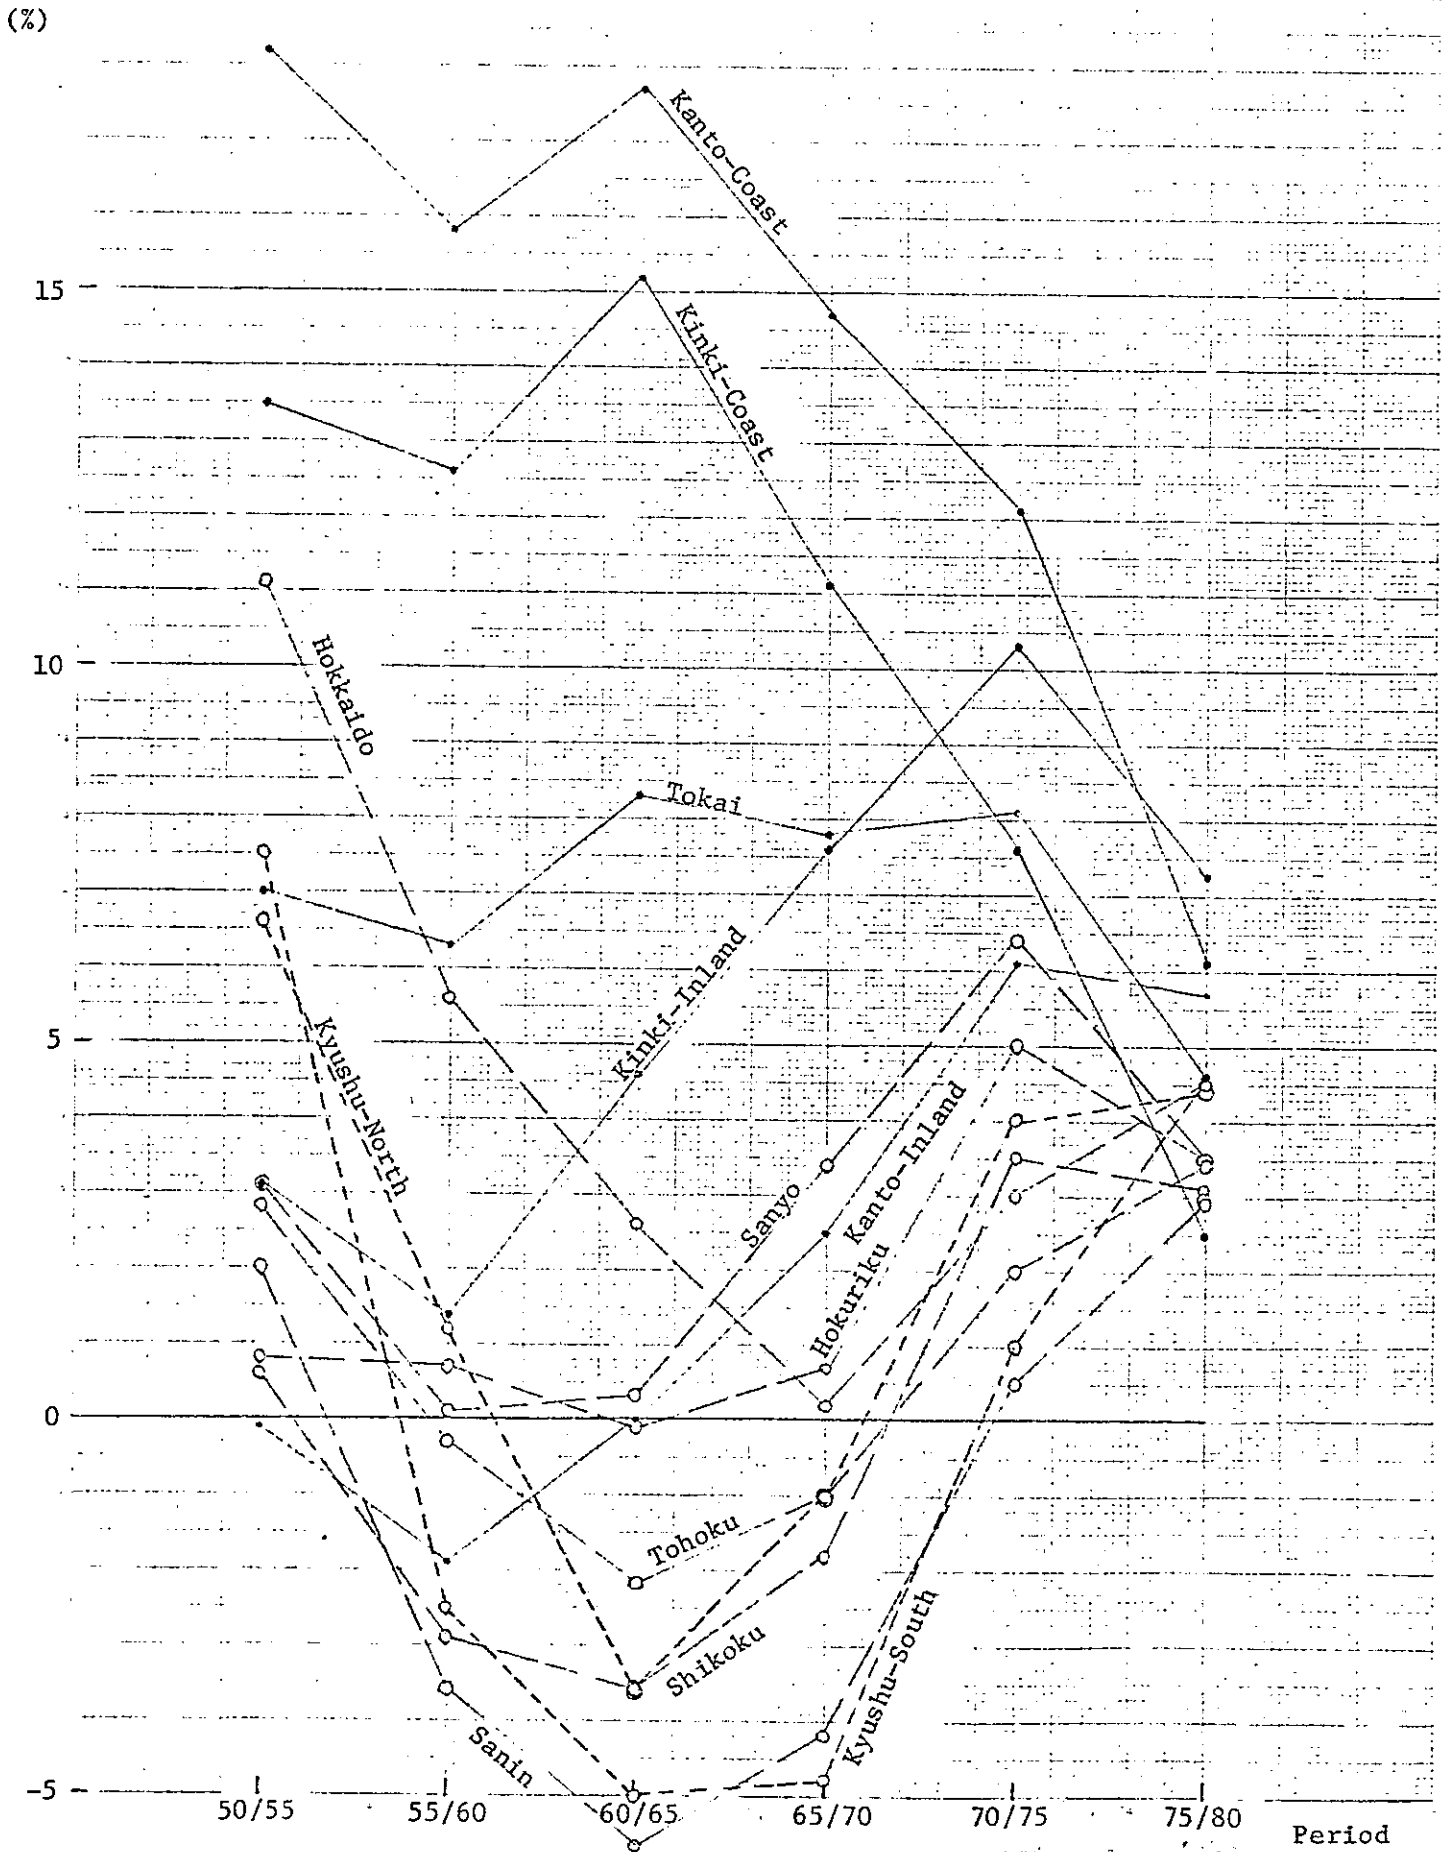 (%)
Kanto-Coast
15
Kinki-Coast
Hokkaido
10
Tokai
Kinki-Inland
5
Kyushu-North
Kanto-Inland
Sanyo
Hokuriku
0
Tohoku
Shikoku
Kyushu-South
Sanin
-5
50/55 55/60 60/65 65/70 70/75 75/80
Period